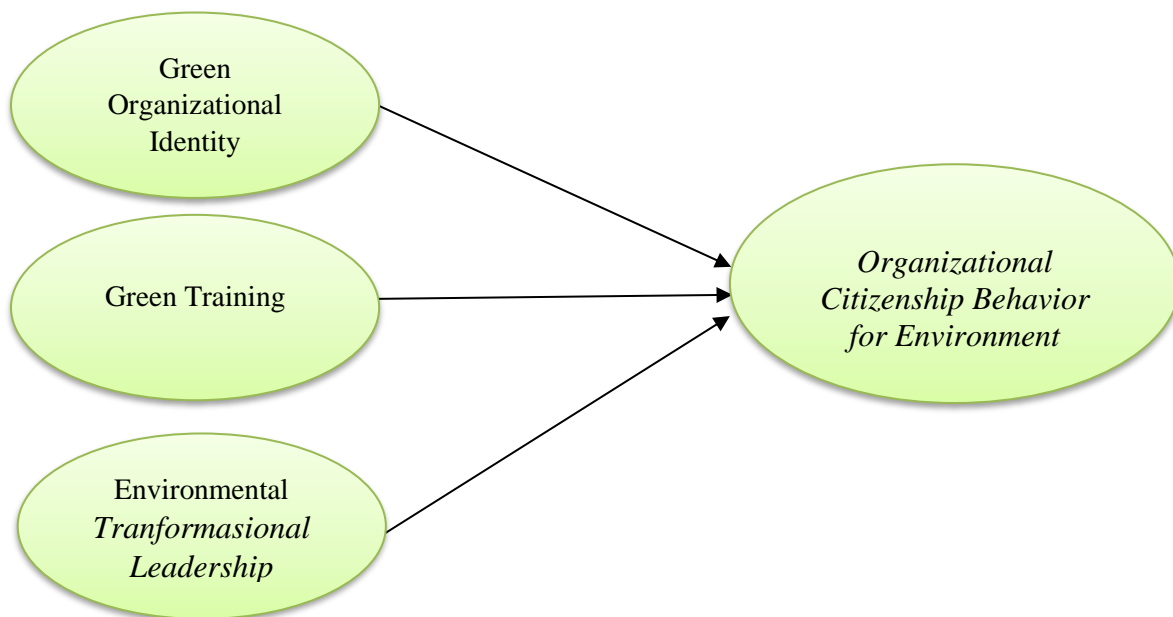 Green
Organizational
Identity
Green Training
Environmental
Tranformasional
Leadership
Organizational
Citizenship Behavior
for Environment